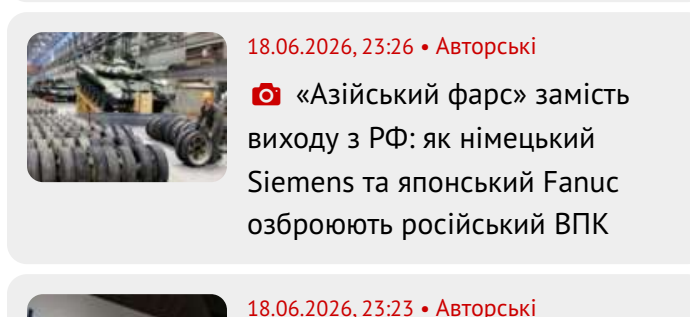 18.06.2026, 23:26 • Авторські
«Азійський фарс» замість
виходу з РФ: як німецький
Siemens та японський Fanuc
озброюють російський ВПК
18.06.2026, 23:23 • Авторські